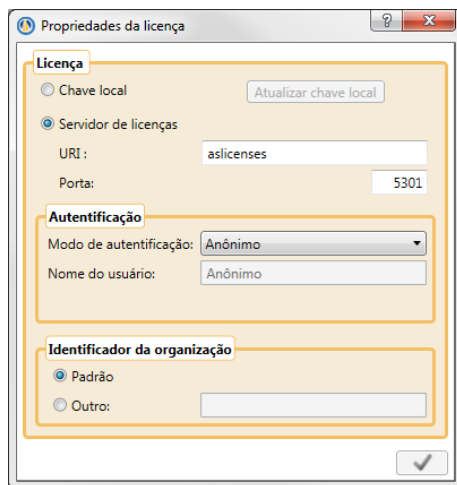 Propriedades da licença
Licença
Chave local
Atualizar chave local
Servidor de licenças
URI : aslicenses
Porta: 5301
Autentificação
Modo de autentificação: Anônimo
Nome do usuário: Anônimo
Identificador da organização
Padrão
Outro: